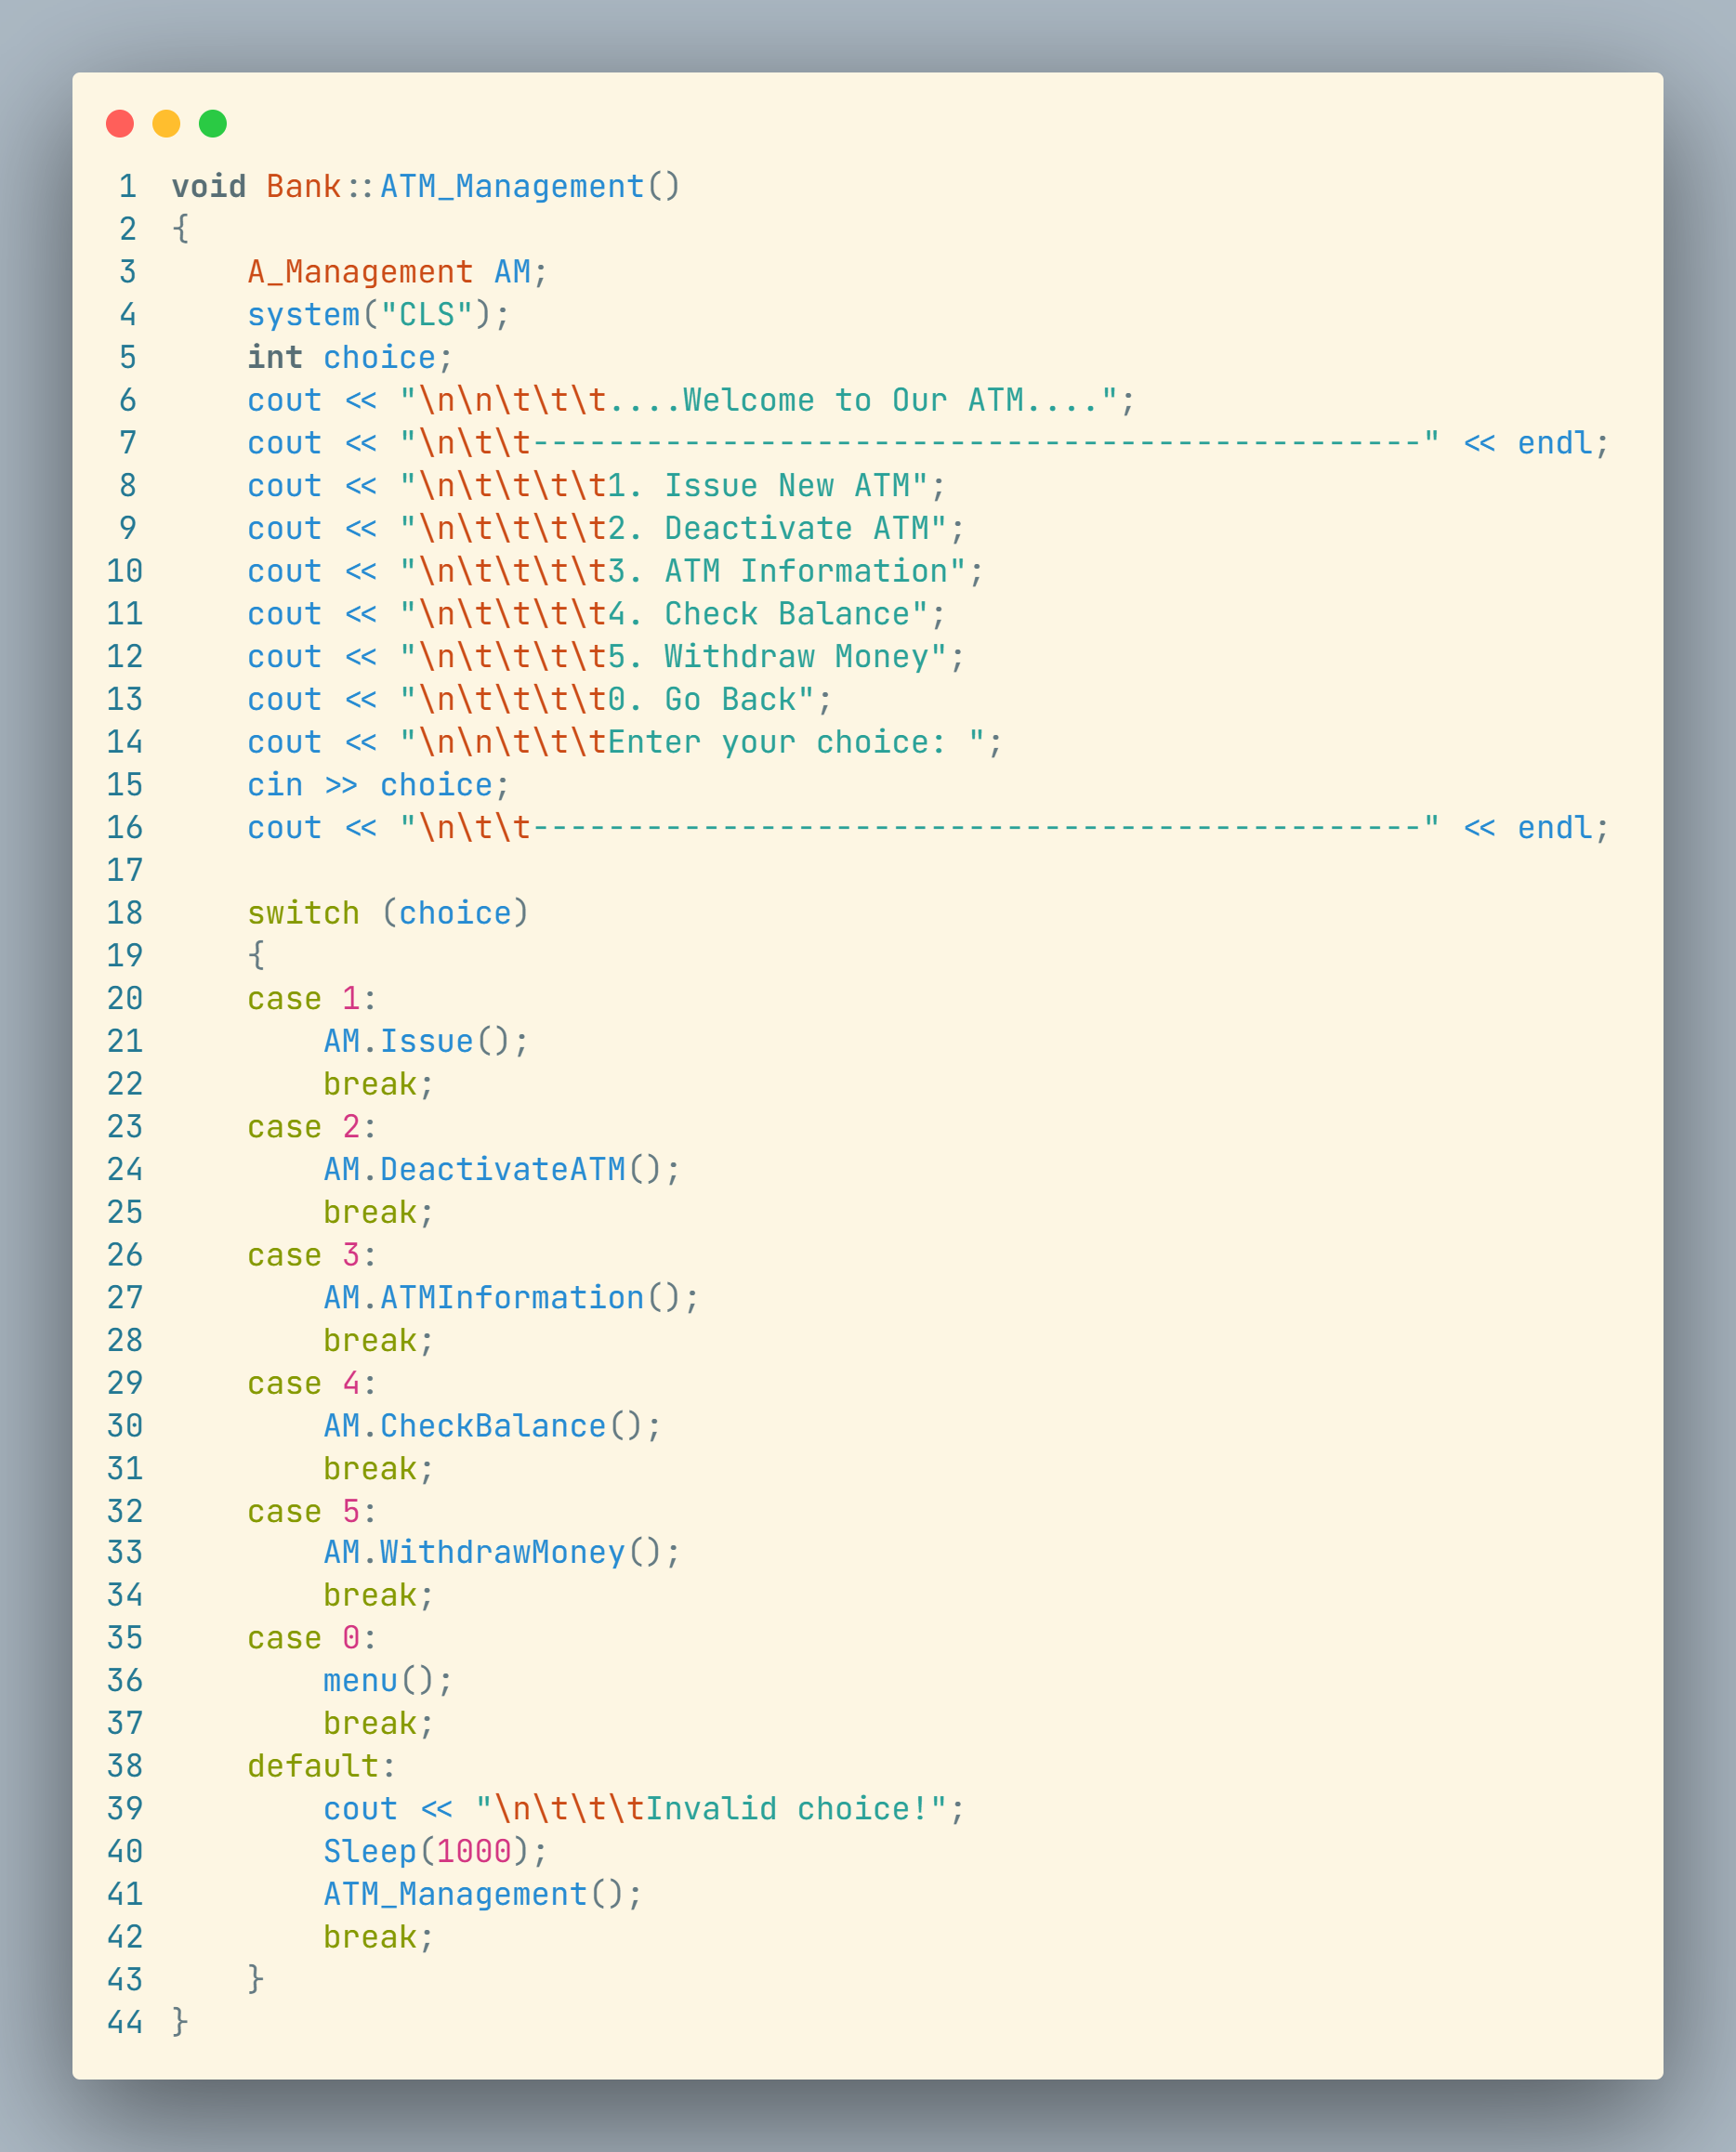 1 void Bank::ATM_Management()
2 {
3     A_Management AM;
4     system("CLS");
5     int choice;
6     cout << "\n\n\t\t\t....Welcome to Our ATM....";
7     cout << "\n\t\t-----------------------------------------------" << endl;
8     cout << "\n\t\t\t\t1. Issue New ATM";
9     cout << "\n\t\t\t\t2. Deactivate ATM";
10     cout << "\n\t\t\t\t3. ATM Information";
11     cout << "\n\t\t\t\t4. Check Balance";
12     cout << "\n\t\t\t\t5. Withdraw Money";
13     cout << "\n\t\t\t\t0. Go Back";
14     cout << "\n\n\t\t\tEnter your choice: ";
15     cin >> choice;
16     cout << "\n\t\t-----------------------------------------------" << endl;
17
18     switch (choice)
19     {
20     case 1:
21         AM.Issue();
22         break;
23     case 2:
24         AM.DeactivateATM();
25         break;
26     case 3:
27         AM.ATMInformation();
28         break;
29     case 4:
30         AM.CheckBalance();
31         break;
32     case 5:
33         AM.WithdrawMoney();
34         break;
35     case 0:
36         menu();
37         break;
38     default:
39         cout << "\n\t\t\tInvalid choice!";
40         Sleep(1000);
41         ATM_Management();
42         break;
43     }
44 }